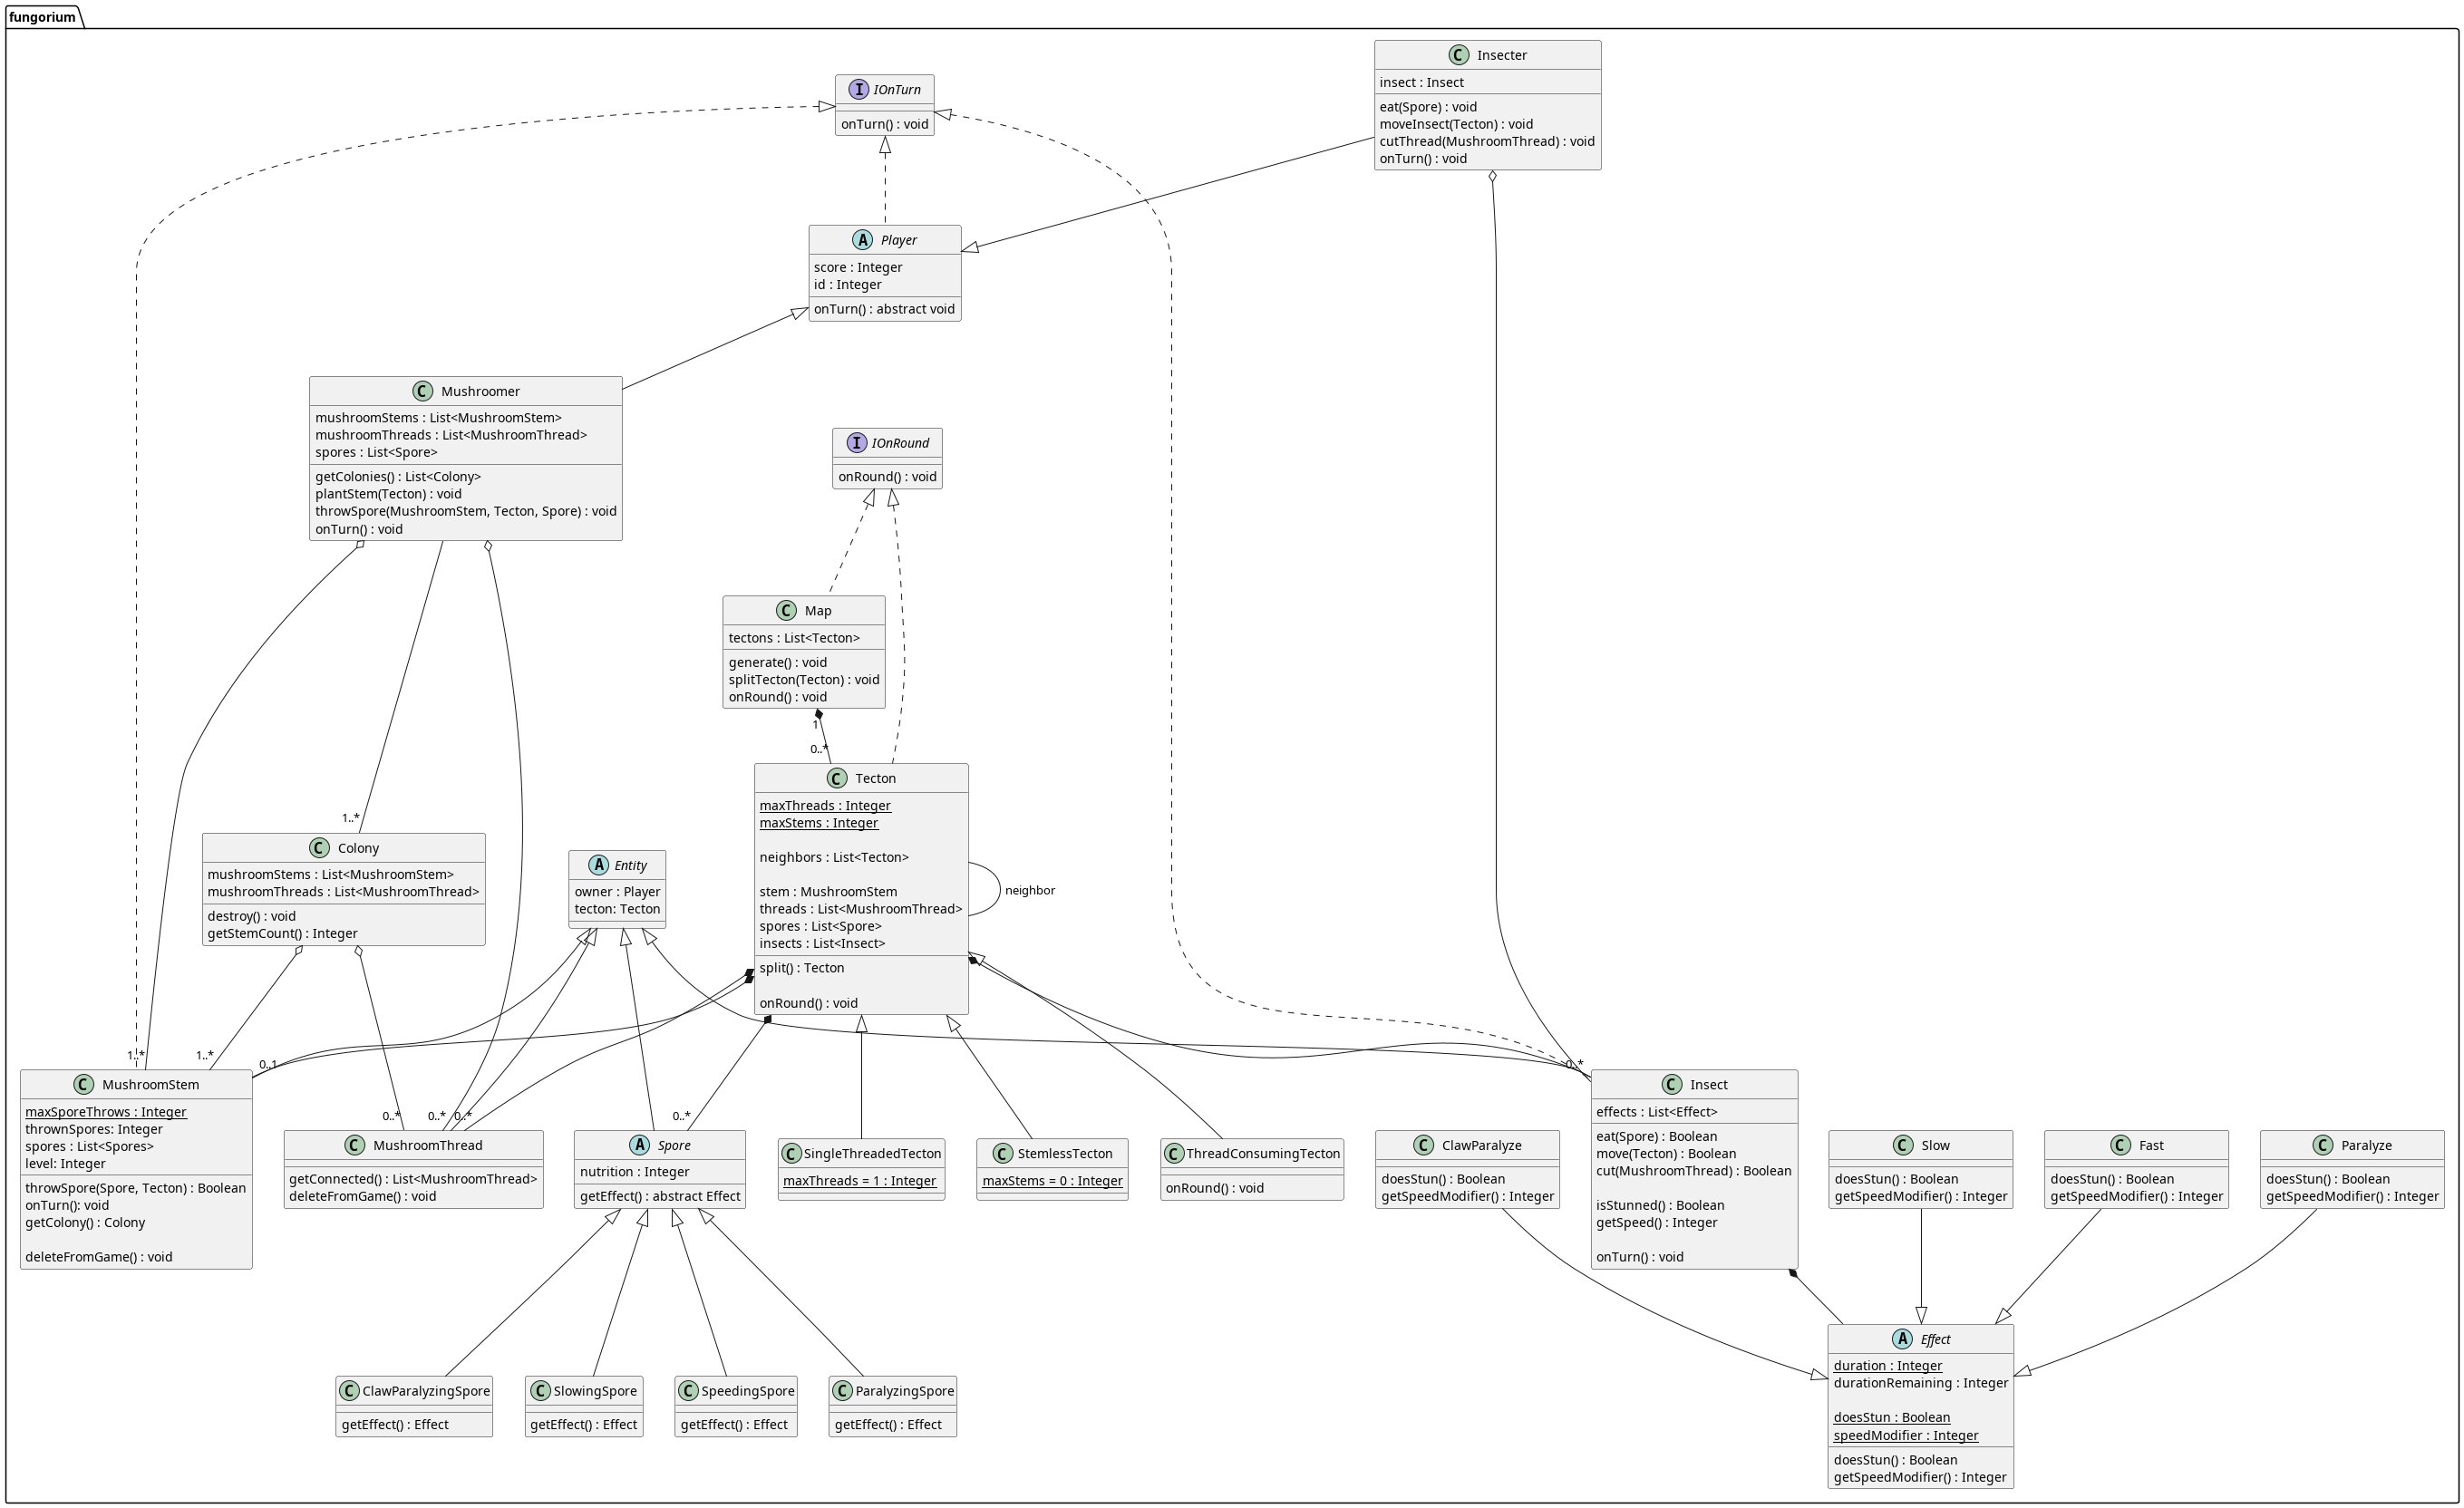 fungorium
Insecter
insect : Insect
eat(Spore) : void
moveInsect(Tecton) : void
cutThread(MushroomThread) : void
onTurn() : void
IOnTurn
onTurn() : void
Player
score : Integer
id : Integer
onTurn() : abstract void
Mushroomer
mushroomStems : List<MushroomStem>
mushroomThreads : List<MushroomThread>
spores : List<Spore>
getColonies() : List<Colony>
plantStem(Tecton) : void
throwSpore(MushroomStem, Tecton, Spore) : void
onTurn() : void
IOnRound
onRound() : void
Map
tectons : List<Tecton>
generate() : void
splitTecton(Tecton) : void
onRound() : void
1
0..*
Tecton
maxThreads : Integer
maxStems : Integer
neighbors : List<Tecton>
stem : MushroomStem
threads : List<MushroomThread>
spores : List<Spore>
insects : List<Insect>
split() : Tecton
onRound() : void
neighbor
1..*
Colony
mushroomStems : List<MushroomStem>
mushroomThreads : List<MushroomThread>
destroy() : void
getStemCount() : Integer
Entity
owner : Player
tecton: Tecton
1..*
1..*
0..1
0..*
0..*
0..*
0..*
0..*
MushroomStem
maxSporeThrows : Integer
thrownSpores: Integer
spores : List<Spores>
level: Integer
throwSpore(Spore, Tecton) : Boolean
onTurn(): void
getColony() : Colony
deleteFromGame() : void
MushroomThread
getConnected() : List<MushroomThread>
deleteFromGame() : void
Spore
nutrition : Integer
getEffect() : abstract Effect
SingleThreadedTecton
maxThreads = 1 : Integer
StemlessTecton
maxStems = 0 : Integer
ThreadConsumingTecton
onRound() : void
ClawParalyze
doesStun() : Boolean
getSpeedModifier() : Integer
Insect
effects : List<Effect>
eat(Spore) : Boolean
move(Tecton) : Boolean
cut(MushroomThread) : Boolean
isStunned() : Boolean
getSpeed() : Integer
onTurn() : void
Slow
doesStun() : Boolean
getSpeedModifier() : Integer
Fast
doesStun() : Boolean
getSpeedModifier() : Integer
Paralyze
doesStun() : Boolean
getSpeedModifier() : Integer
ClawParalyzingSpore
getEffect() : Effect
SlowingSpore
getEffect() : Effect
SpeedingSpore
getEffect() : Effect
ParalyzingSpore
getEffect() : Effect
Effect
duration : Integer
durationRemaining : Integer
doesStun : Boolean
speedModifier : Integer
doesStun() : Boolean
getSpeedModifier() : Integer